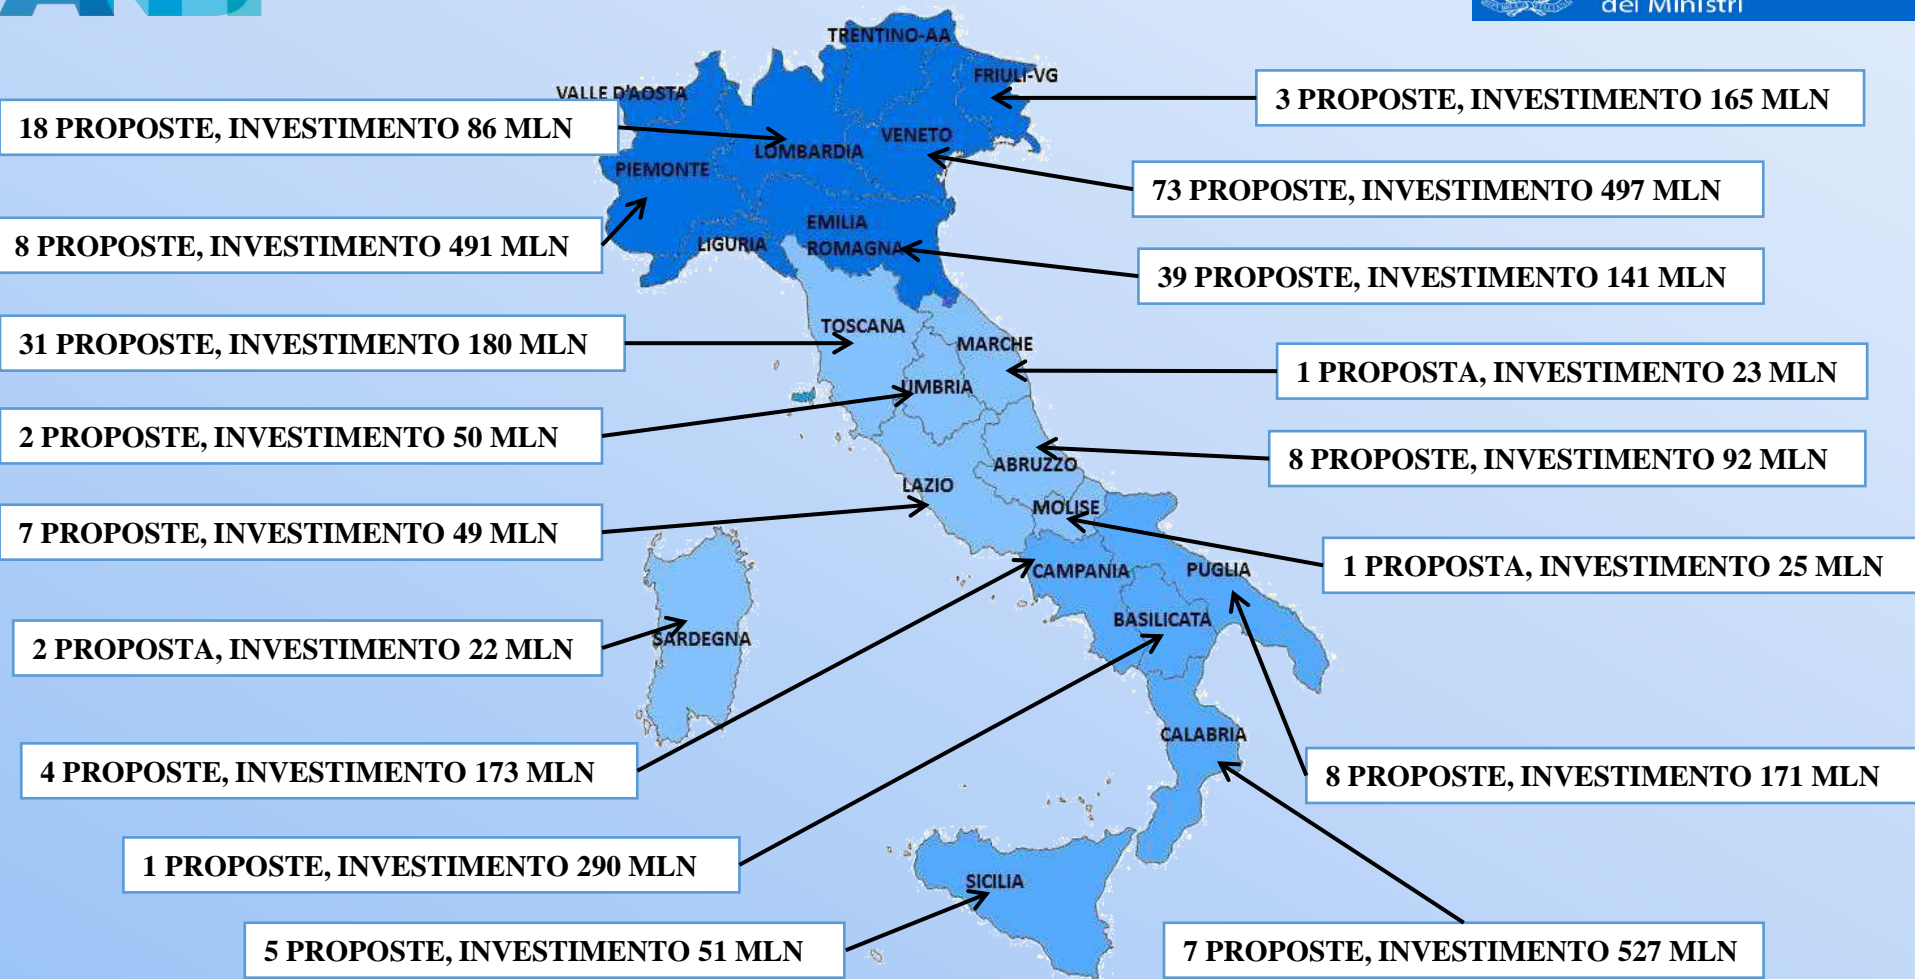 ANBI
dei Ministri
TRENTINO-AA
FRIULI-VG
VALLE D'AOSTA
3 PROPOSTE, INVESTIMENTO 165 MLN
18 PROPOSTE, INVESTIMENTO 86 MLN
VENETO
LOMBARDIA
PIEMONTE
73 PROPOSTE, INVESTIMENTO 497 MLN
EMILIA
ROMAGNA
LIGURIA
8 PROPOSTE, INVESTIMENTO 491 MLN
39 PROPOSTE, INVESTIMENTO 141 MLN
TOSCANA
31 PROPOSTE, INVESTIMENTO 180 MLN
MARCHE
1 PROPOSTA, INVESTIMENTO 23 MLN
UMBRIA
2 PROPOSTE, INVESTIMENTO 50 MLN
8 PROPOSTE, INVESTIMENTO 92 MLN
ABRUZZO
LAZIO
MOLISE
7 PROPOSTE, INVESTIMENTO 49 MLN
1 PROPOSTA, INVESTIMENTO 25 MLN
CAMPANIA
PUGLIA
BASILICATA
2 PROPOSTA, INVESTIMENTO 22 MLN
SARDEGNA
CALABRIA
4 PROPOSTE, INVESTIMENTO 173 MLN
8 PROPOSTE, INVESTIMENTO 171 MLN
1 PROPOSTE, INVESTIMENTO 290 MLN
SICILIA
5 PROPOSTE, INVESTIMENTO 51 MLN
7 PROPOSTE, INVESTIMENTO 527 MLN